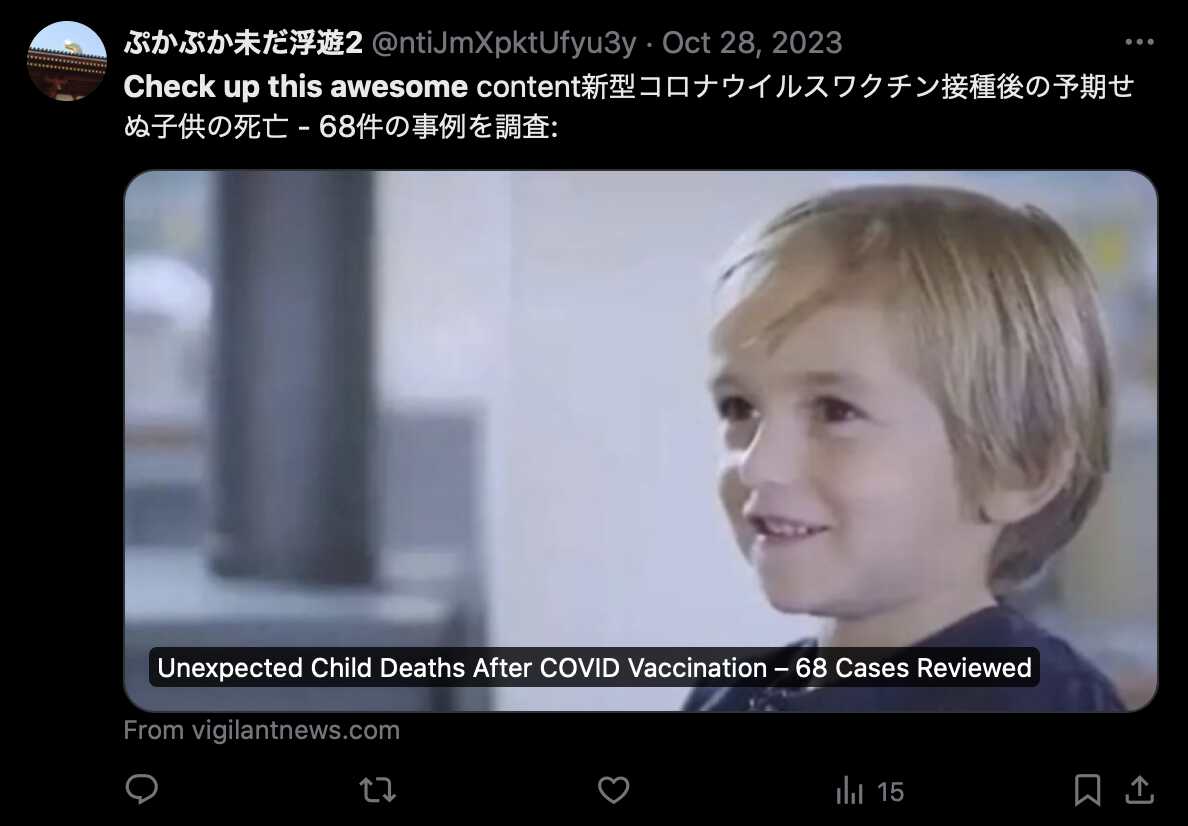 ぷかぷか未だ浮遊2 @ntiJmXpktUfyu3y · Oct 28, 2023
Check up this awesome content新型コロナウイルスワクチン接種後の予期せ
ぬ子供の死亡 - 68件の事例を調査:
Unexpected Child Deaths After COVID Vaccination – 68 Cases Reviewed
From vigilantnews.com
15